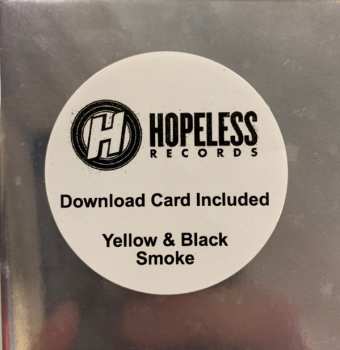 H HOPELESS
RECORDS
Download Card Included
Yellow & Black
Smoke